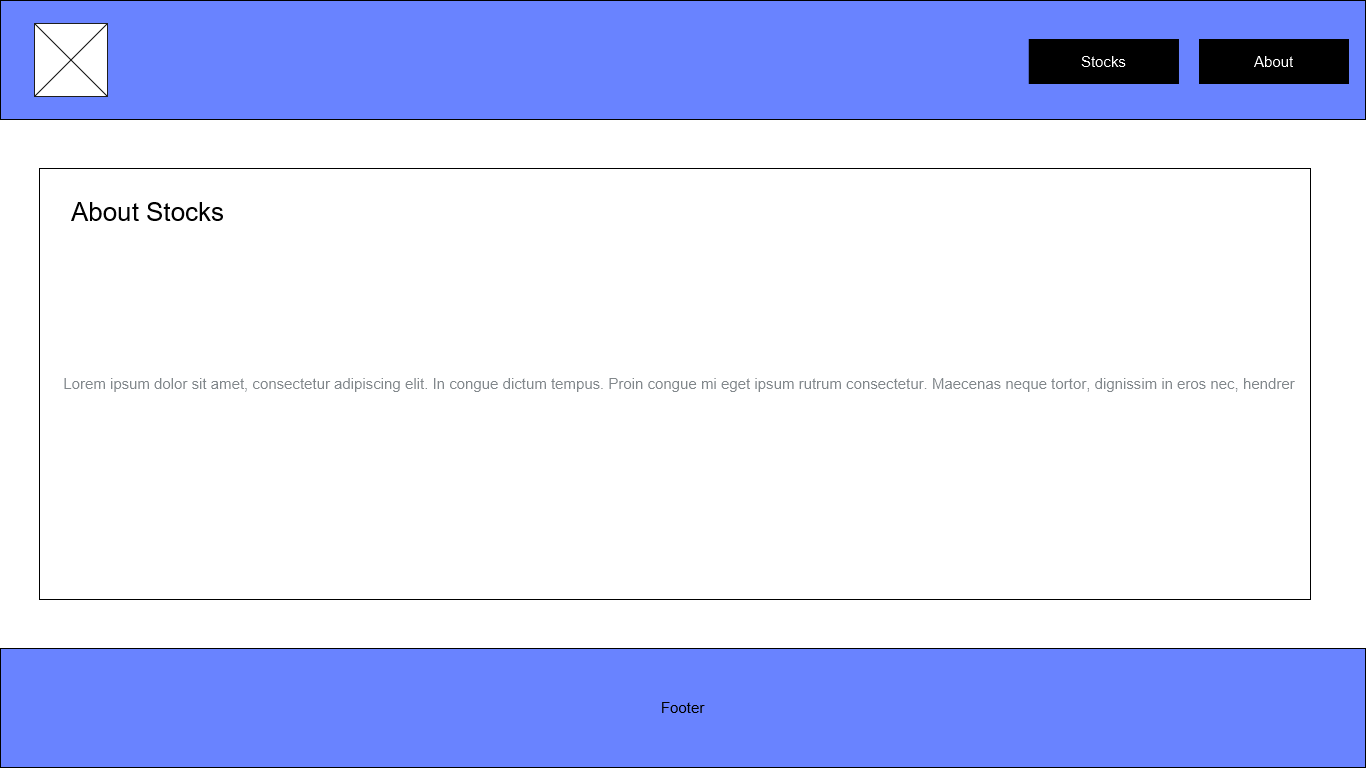 Stocks
About
About Stocks
Lorem ipsum dolor sit amet, consectetur adipiscing elit. In congue dictum tempus. Proin congue mi eget ipsum rutrum consectetur. Maecenas neque tortor, dignissim in eros nec, hendrer
Footer